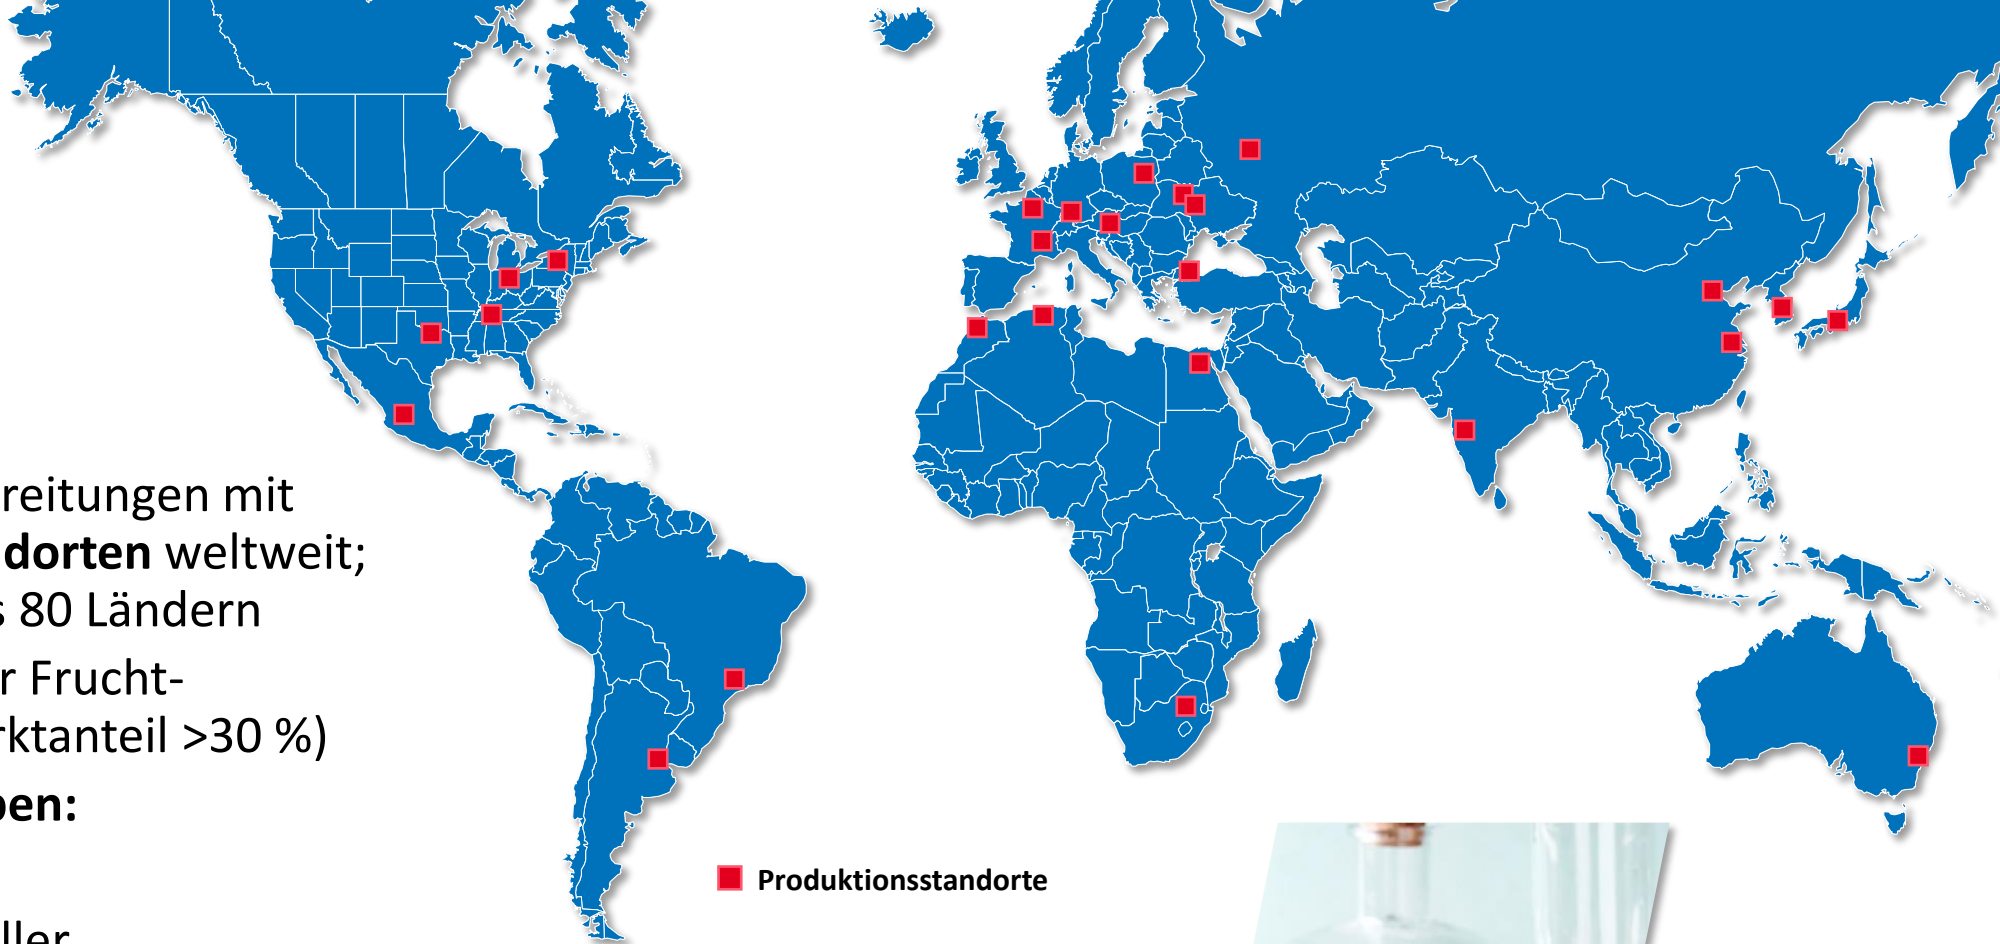 reitungen mit
dorten weltweit;
s 80 Ländern
r Frucht-
rktanteil >30 %)
pen:
ller
Produktionsstandorte